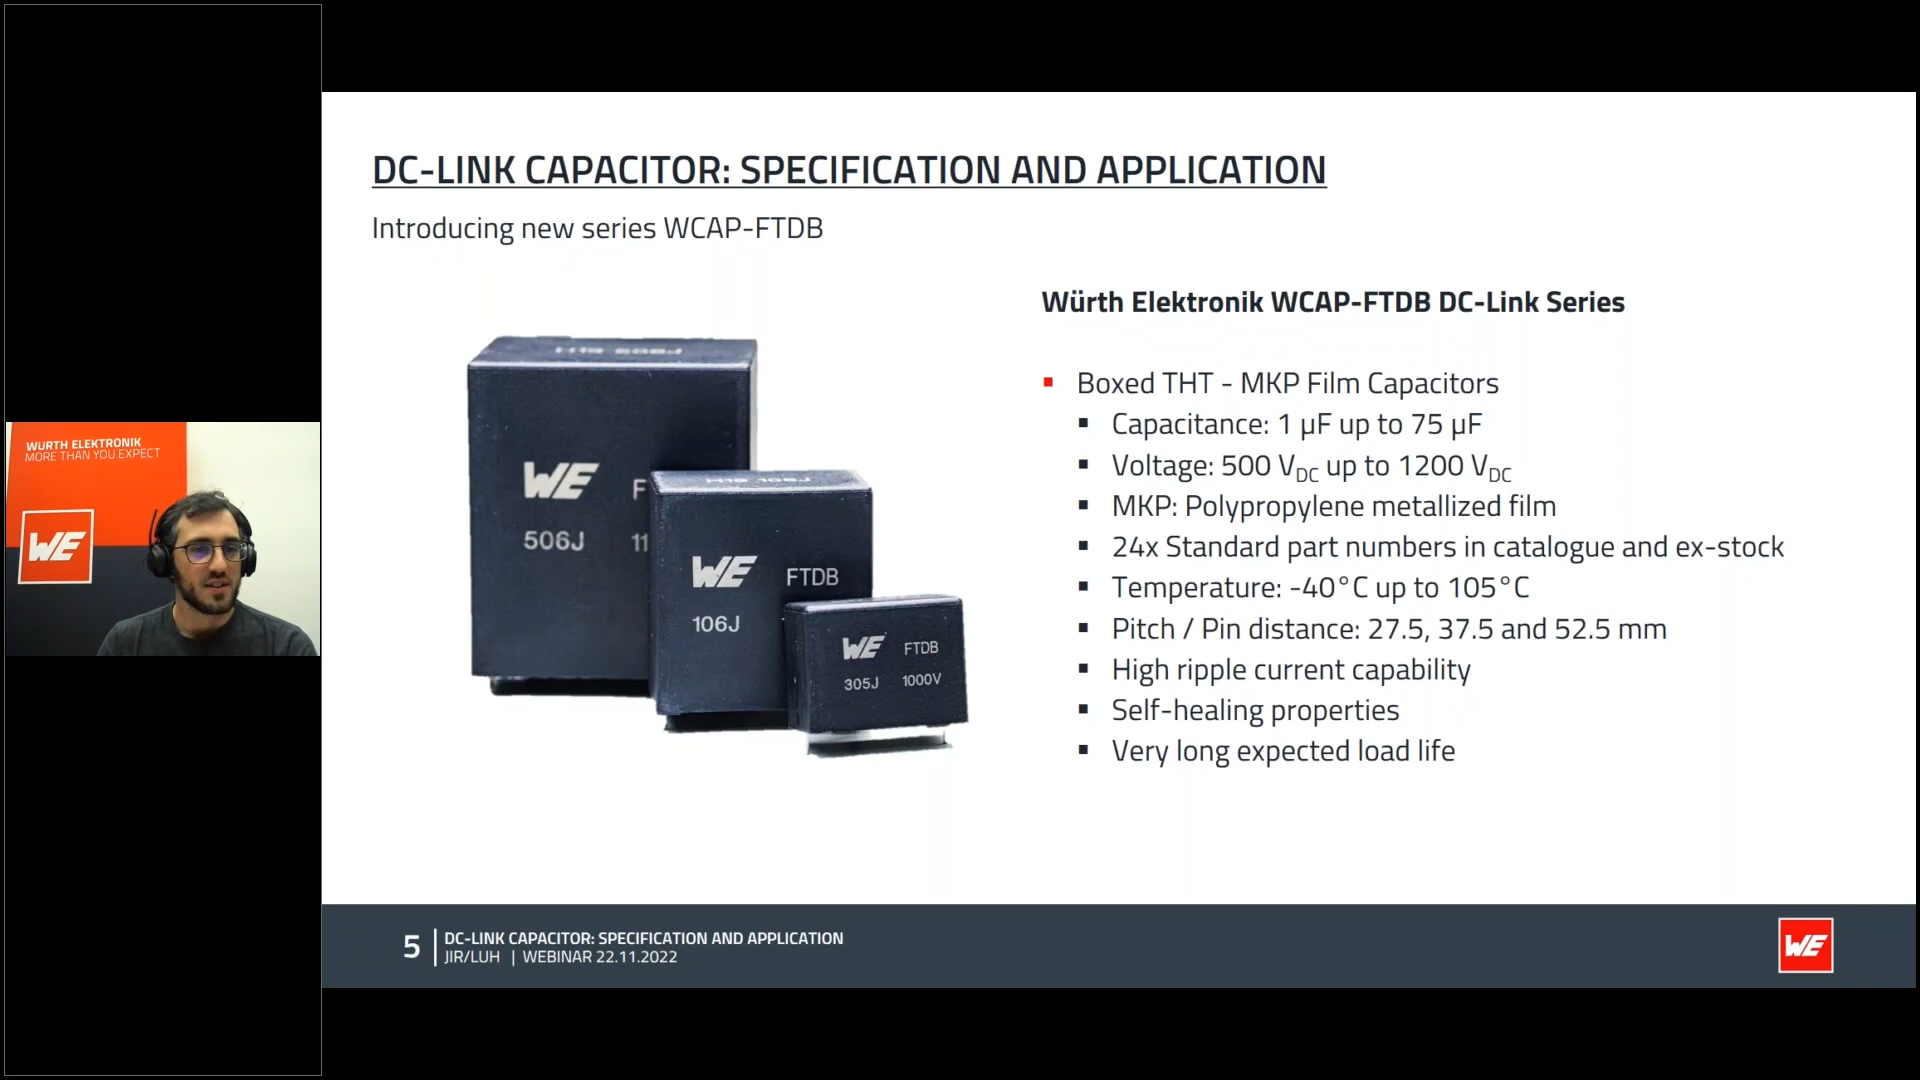 WÜRTH ELEKTRONIK
MORE THAN YOU EXPECT
WE
DC-LINK CAPACITOR: SPECIFICATION AND APPLICATION
Introducing new series WCAP-FTDB
WE F
506J 11
WE FTDB
106J
WE FTDB
305J 1000V
Würth Elektronik WCAP-FTDB DC-Link Series
▪ Boxed THT - MKP Film Capacitors
▪ Capacitance: 1 µF up to 75 µF
▪ Voltage: 500 VDC up to 1200 VDC
▪ MKP: Polypropylene metallized film
▪ 24x Standard part numbers in catalogue and ex-stock
▪ Temperature: -40°C up to 105°C
▪ Pitch / Pin distance: 27.5, 37.5 and 52.5 mm
▪ High ripple current capability
▪ Self-healing properties
▪ Very long expected load life
5 | DC-LINK CAPACITOR: SPECIFICATION AND APPLICATION
JIR/LUH | WEBINAR 22.11.2022
WE